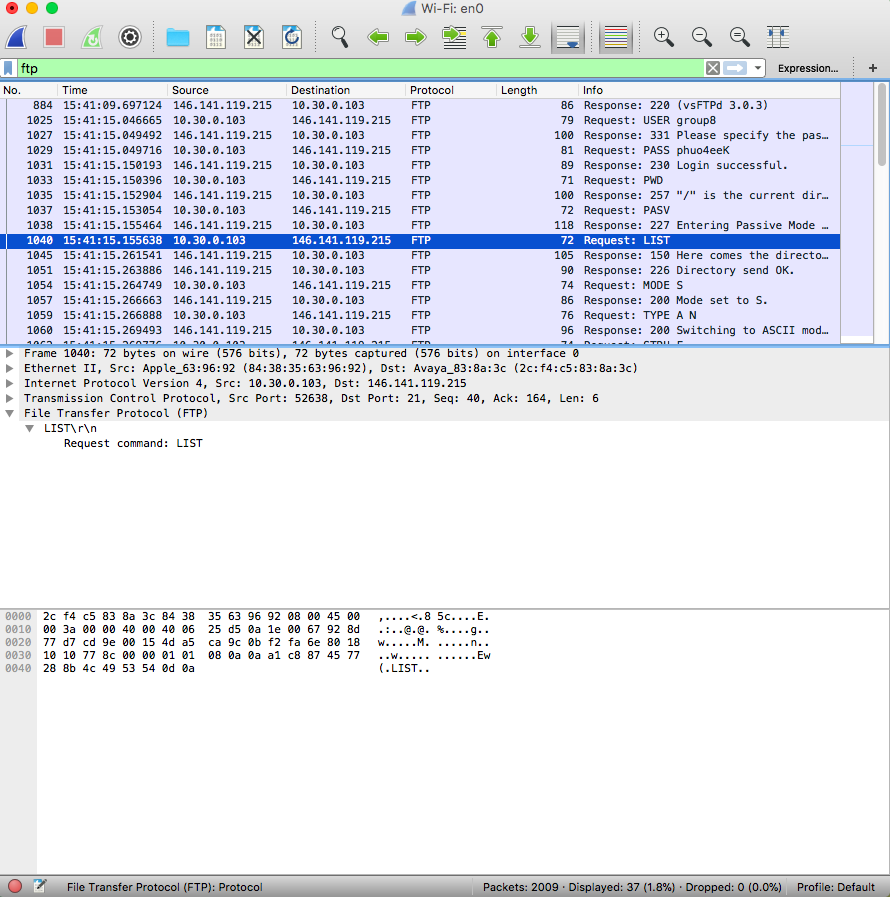 Wi-Fi: en0
ftp
Expression... +
No. Time Source Destination Protocol Length Info
884 15:41:09.697124 146.141.119.215 10.30.0.103 FTP 86 Response: 220 (vsFTPd 3.0.3)
1025 15:41:15.046665 10.30.0.103 146.141.119.215 FTP 79 Request: USER group8
1027 15:41:15.049492 146.141.119.215 10.30.0.103 FTP 100 Response: 331 Please specify the pas…
1029 15:41:15.049716 10.30.0.103 146.141.119.215 FTP 81 Request: PASS phuo4eeK
1031 15:41:15.150193 146.141.119.215 10.30.0.103 FTP 89 Response: 230 Login successful.
1033 15:41:15.150396 10.30.0.103 146.141.119.215 FTP 71 Request: PWD
1035 15:41:15.152904 146.141.119.215 10.30.0.103 FTP 100 Response: 257 "/" is the current dir…
1037 15:41:15.153054 10.30.0.103 146.141.119.215 FTP 72 Request: PASV
1038 15:41:15.155464 146.141.119.215 10.30.0.103 FTP 118 Response: 227 Entering Passive Mode …
1040 15:41:15.155638 10.30.0.103 146.141.119.215 FTP 72 Request: LIST
1045 15:41:15.261541 146.141.119.215 10.30.0.103 FTP 105 Response: 150 Here comes the directo…
1051 15:41:15.263886 146.141.119.215 10.30.0.103 FTP 90 Response: 226 Directory send OK.
1054 15:41:15.264749 10.30.0.103 146.141.119.215 FTP 74 Request: MODE S
1057 15:41:15.266663 146.141.119.215 10.30.0.103 FTP 86 Response: 200 Mode set to S.
1059 15:41:15.266888 10.30.0.103 146.141.119.215 FTP 76 Request: TYPE A N
1060 15:41:15.269493 146.141.119.215 10.30.0.103 FTP 96 Response: 200 Switching to ASCII mod…
Frame 1040: 72 bytes on wire (576 bits), 72 bytes captured (576 bits) on interface 0
Ethernet II, Src: Apple_63:96:92 (84:38:35:63:96:92), Dst: Avaya_83:8a:3c (2c:f4:c5:83:8a:3c)
Internet Protocol Version 4, Src: 10.30.0.103, Dst: 146.141.119.215
Transmission Control Protocol, Src Port: 52638, Dst Port: 21, Seq: 40, Ack: 164, Len: 6
File Transfer Protocol (FTP)
LIST\r\n
Request command: LIST
0000 2c f4 c5 83 8a 3c 84 38 35 63 96 92 08 00 45 00 ,....<.8 5c....E.
0010 00 3a 00 00 40 00 40 06 25 d5 0a 1e 00 67 92 8d .:..@.@. %....g..
0020 77 d7 cd 9e 00 15 4d a5 ca 9c 0b f2 fa 6e 80 18 w.....M. .....n..
0030 10 10 77 8c 00 00 01 01 08 0a 0a a1 c8 87 45 77 ..w..... ......Ew
0040 28 8b 4c 49 53 54 0d 0a (.LIST..
File Transfer Protocol (FTP): Protocol
Packets: 2009 · Displayed: 37 (1.8%) · Dropped: 0 (0.0%)
Profile: Default